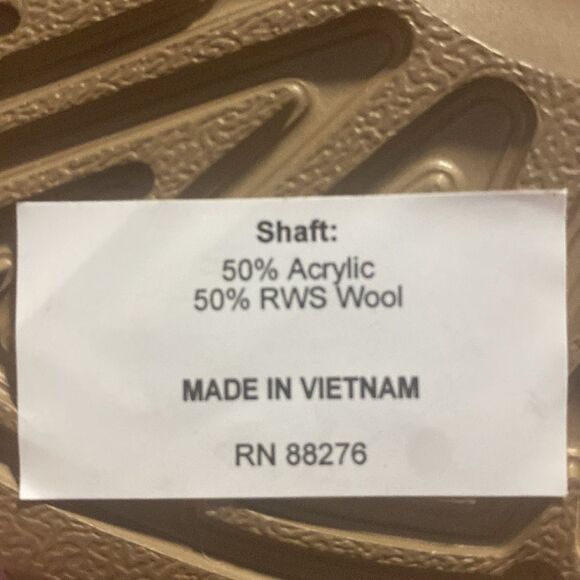 Shaft:
50% Acrylic
50% RWS Wool
MADE IN VIETNAM
RN 88276